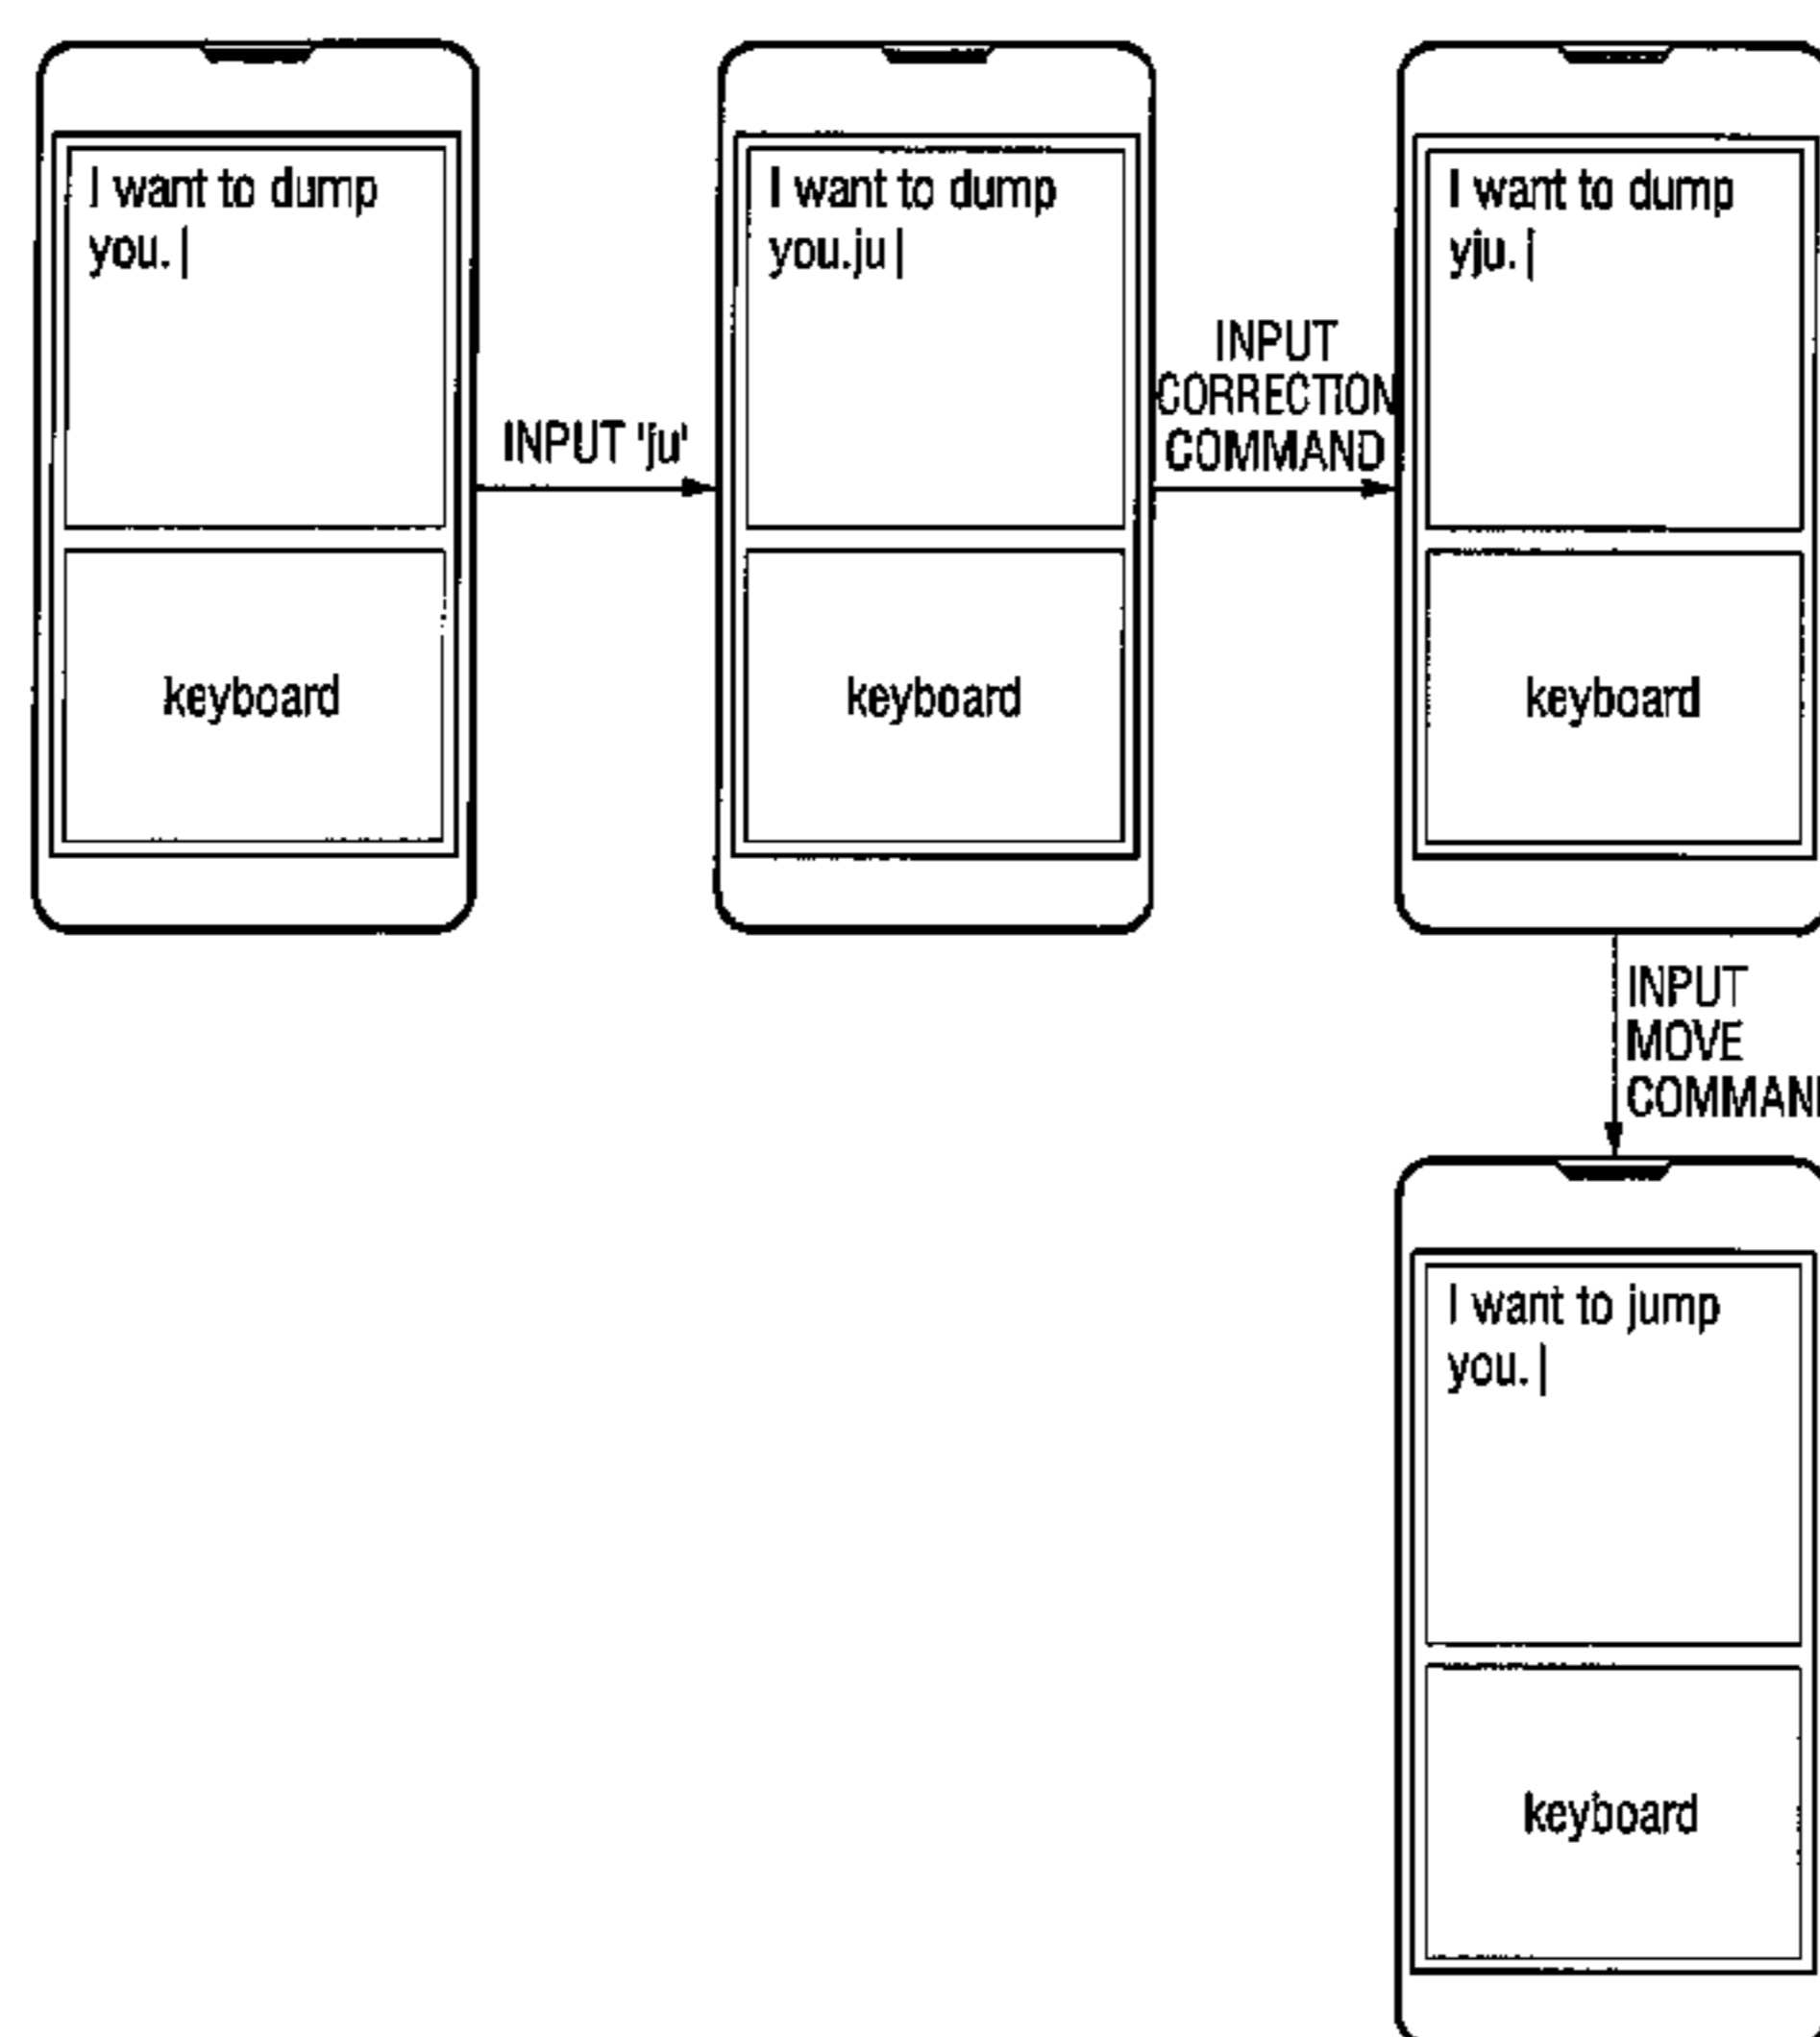 I want to dump
you.
keyboard
INPUT 'ju'
I want to dump
you.ju
keyboard
INPUT
CORRECTION
COMMAND
I want to dump
yju.
keyboard
INPUT
MOVE
COMMAND
I want to jump
you.
keyboard